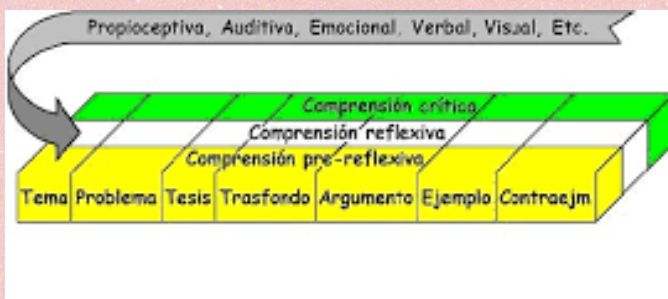 Propioceptiva, Auditiva, Emocional, Verbal, Visual, Etc.
Comprensión crítica
Comprensión reflexiva
Comprensión pre-reflexiva
Tema Problema Tesis Trasfondo Argumento Ejemplo Contraejm